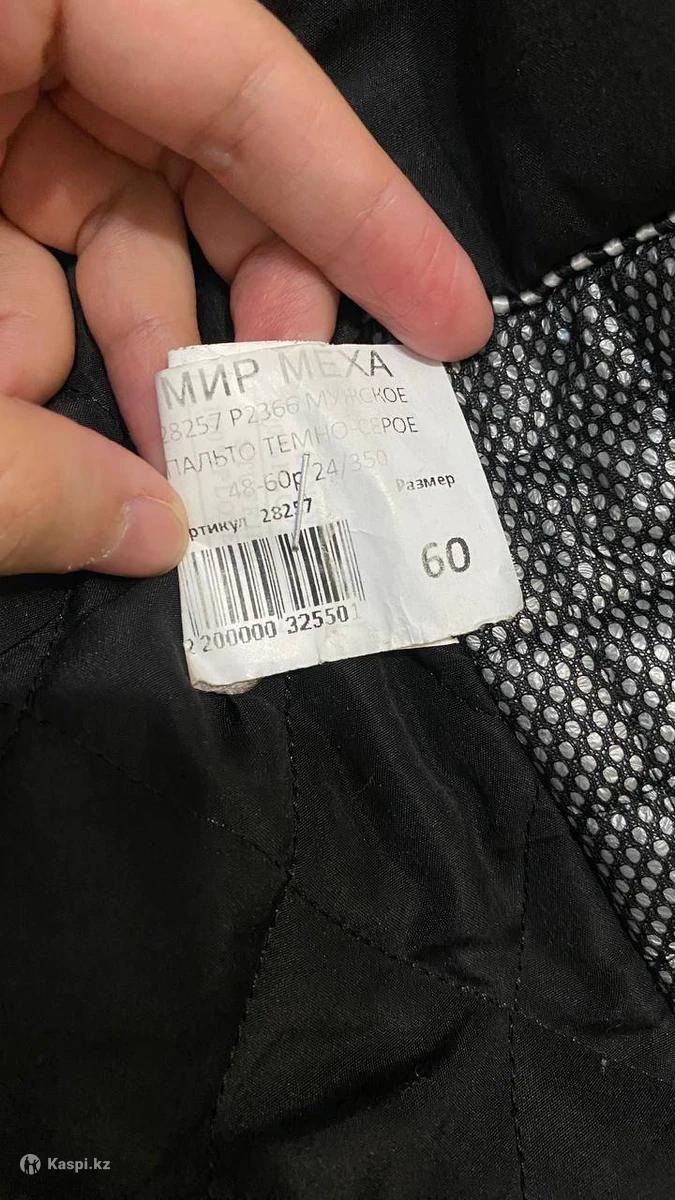 МИР МЕХА
28257 Р2366 МУЖСКОЕ
ПАЛЬТО ТЕМНО-СЕРОЕ
48-60р 24/350
ртикул 28257
Размер
60
2 200000 325501
Kaspi.kz